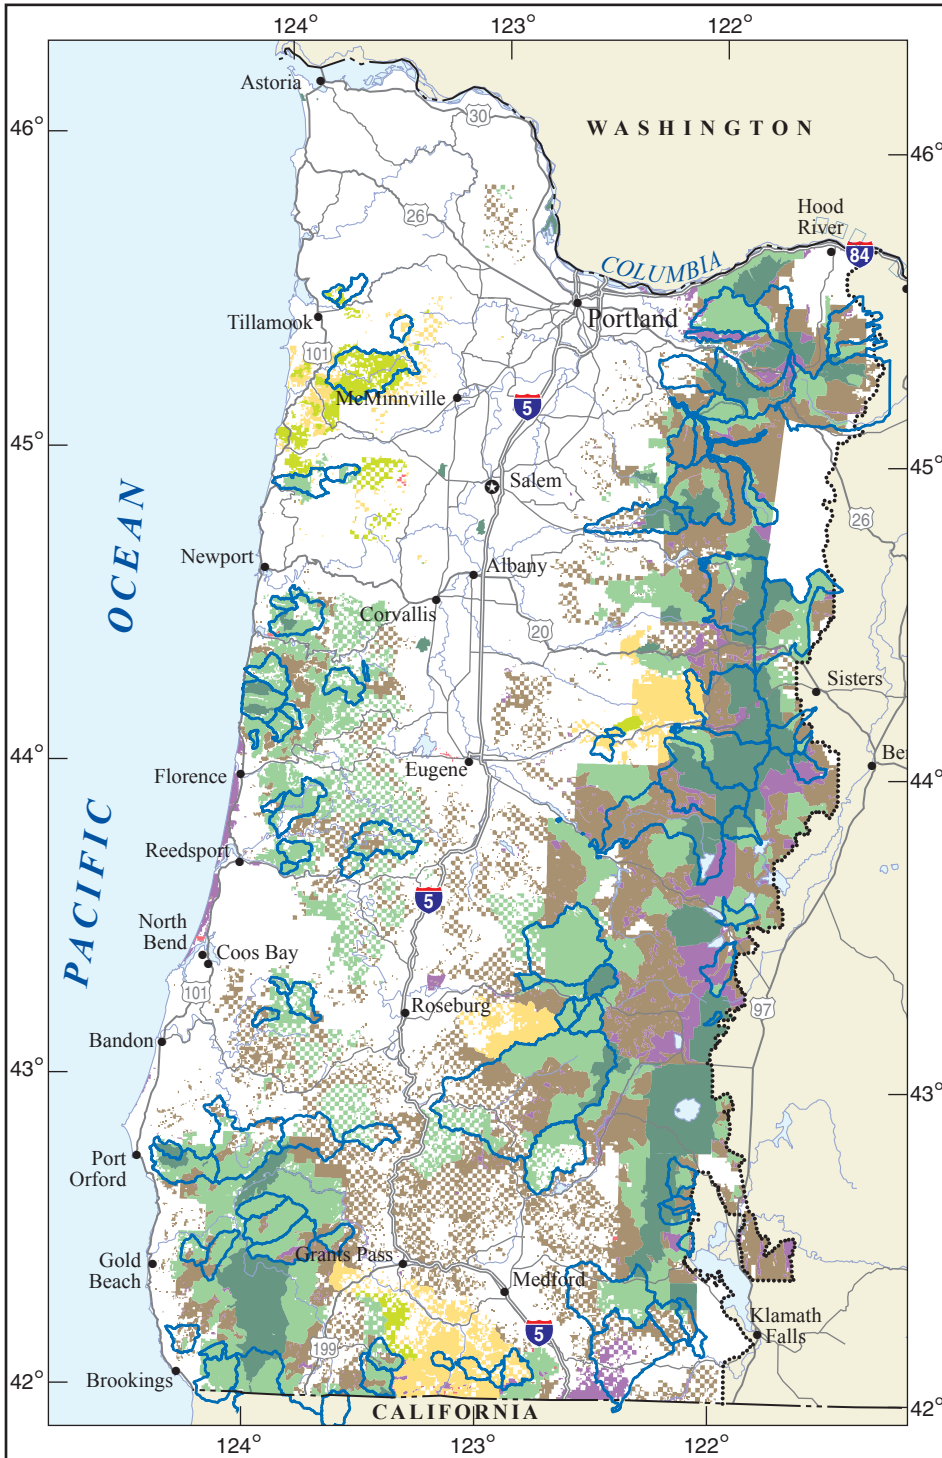 124°
123°
122°
Astoria
30
WASHINGTON
46°
46°
Hood
River
26
84
COLUMBIA
Portland
Tillamook
101
McMinnville
5
45°
45°
Salem
26
PACIFIC OCEAN
Newport
Albany
Corvallis
20
Sisters
44°
44°
Florence
Eugene
Be
Reedsport
5
North
Bend
Coos Bay
101
Roseburg
97
Bandon
43°
43°
Port
Orford
Grants Pass
Gold
Beach
Medford
Klamath
Falls
5
199
Brookings
42°
42°
CALIFORNIA
124°
123°
122°